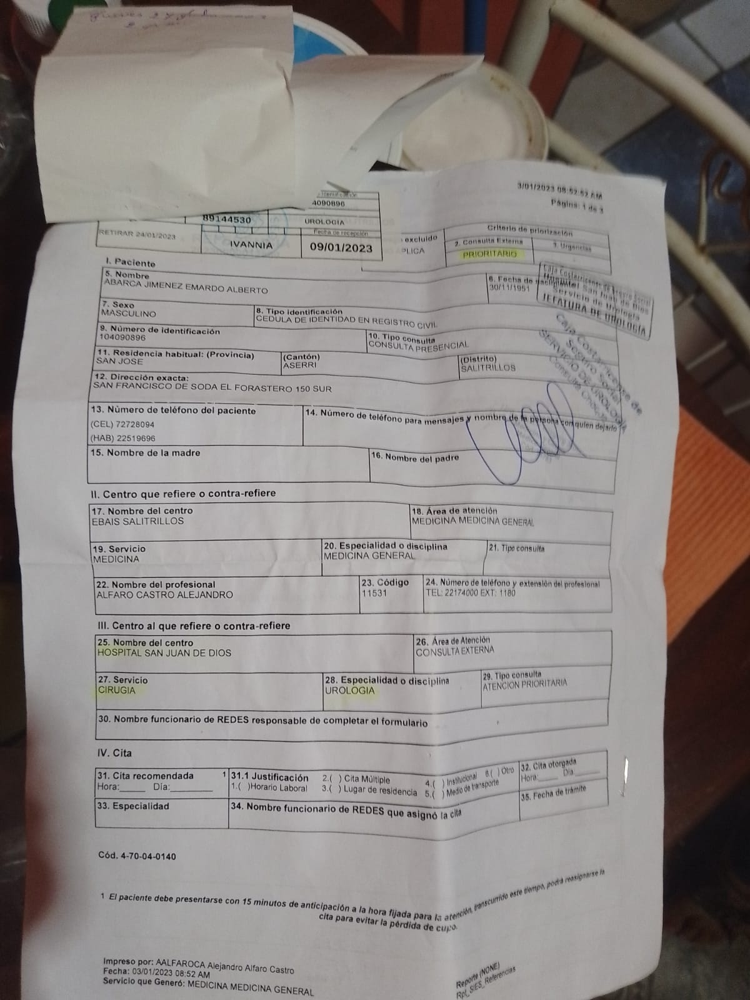 3/01/2023 08:52:52 AM
Página: 1 de 3
Identificación
4090896
89144530
UROLOGIA
RETIRAR 24/01/2023
IVANNIA
Fecha de recepción
09/01/2023
excluido
PLICA
Criterio de priorización
2. Consulta Externa
PRIORITARIO
3. Urgencias
Caja Costarricense de Seguro Social
Hospital San Juan de Dios
Servicio de Urología
JEFATURA DE UROLOGÍA
I. Paciente
5. Nombre
ABARCA JIMENEZ EMARDO ALBERTO
6. Fecha de nacimiento
30/11/1951
7. Sexo
MASCULINO
8. Tipo Identificación
CEDULA DE IDENTIDAD EN REGISTRO CIVIL
9. Número de identificación
104090896
10. Tipo consulta
CONSULTA PRESENCIAL
Caja Costarricense de
Seguro Social
SERVICIO DE UROLOGIA
11. Residencia habitual: (Provincia)
SAN JOSE
(Cantón)
ASERRI
(Distrito)
SALITRILLOS
12. Dirección exacta:
SAN FRANCISCO DE SODA EL FORASTERO 150 SUR
13. Número de teléfono del paciente
(CEL) 72728094
(HAB) 22519696
14. Número de teléfono para mensajes y nombre de la persona con quien dejarlo
15. Nombre de la madre
16. Nombre del padre
II. Centro que refiere o contra-refiere
17. Nombre del centro
EBAIS SALITRILLOS
18. Área de atención
MEDICINA MEDICINA GENERAL
19. Servicio
MEDICINA
20. Especialidad o disciplina
MEDICINA GENERAL
21. Tipo consulta
22. Nombre del profesional
ALFARO CASTRO ALEJANDRO
23. Código
11531
24. Número de teléfono y extensión del profesional
TEL: 22174000 EXT: 1180
III. Centro al que refiere o contra-refiere
25. Nombre del centro
HOSPITAL SAN JUAN DE DIOS
26. Área de Atención
CONSULTA EXTERNA
27. Servicio
CIRUGIA
28. Especialidad o disciplina
UROLOGIA
29. Tipo consulta
ATENCION PRIORITARIA
30. Nombre funcionario de REDES responsable de completar el formulario
IV. Cita
31. Cita recomendada
Hora:_____ Día:________
1 31.1 Justificación 2.( ) Cita Múltiple 4.( ) Institucional 6.( ) Otro
1.( )Horario Laboral 3.( ) Lugar de residencia 5.( ) Medio de transporte
32. Cita otorgada
Hora:____ Día:_____
33. Especialidad
34. Nombre funcionario de REDES que asignó la cita
35. Fecha de trámite
Cód. 4-70-04-0140
1 El paciente debe presentarse con 15 minutos de anticipación a la hora fijada para la atención, transcurrido este tiempo, podrá reasignarse la
cita para evitar la pérdida de cupo.
Impreso por: AALFAROCA Alejandro Alfaro Castro
Fecha: 03/01/2023 08:52 AM
Servicio que Generó: MEDICINA MEDICINA GENERAL
Reporte (NONE)
Rpt_SIES_Referencias